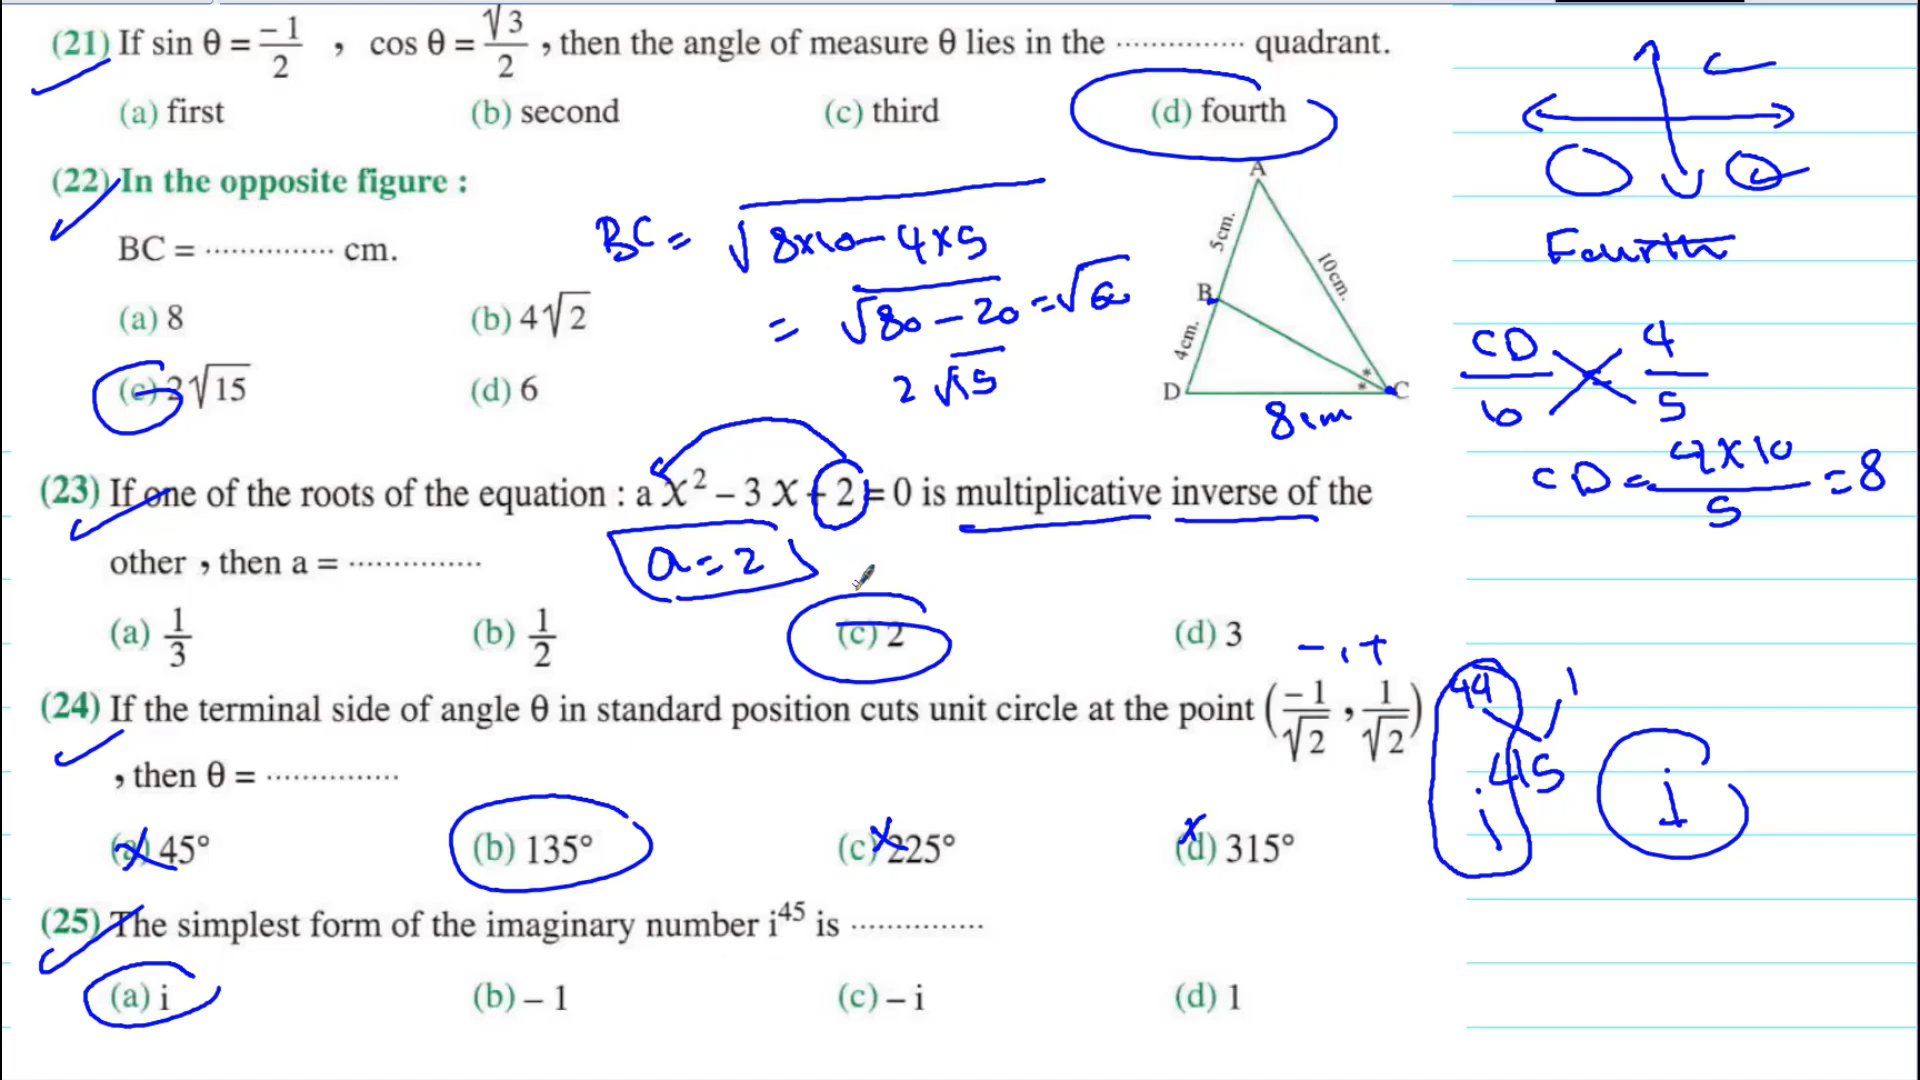 (21) If sin θ = -1/2 , cos θ = √3/2 , then the angle of measure θ lies in the ·············· quadrant.
(a) first (b) second (c) third (d) fourth
(22) In the opposite figure :
BC = ·············· cm.
(a) 8 (b) 4√2
(c) 2√15 (d) 6
BC = √8×10 - 4×5
= √80 - 20 = √60
2√15
A
5cm.
10cm.
B
4cm.
D
C
8cm
Fourth
CD/10 4/5
CD = 4×10/5 = 8
(23) If one of the roots of the equation : a x² – 3 x + 2 = 0 is multiplicative inverse of the
other , then a = ··············
a = 2
(a) 1/3 (b) 1/2 (c) 2 (d) 3
- , +
(24) If the terminal side of angle θ in standard position cuts unit circle at the point (-1/√2 , 1/√2)
, then θ = ··············
(a) 45° (b) 135° (c) 225° (d) 315°
44 1
i 45
i
(25) The simplest form of the imaginary number i⁴⁵ is ··············
(a) i (b) – 1 (c) – i (d) 1